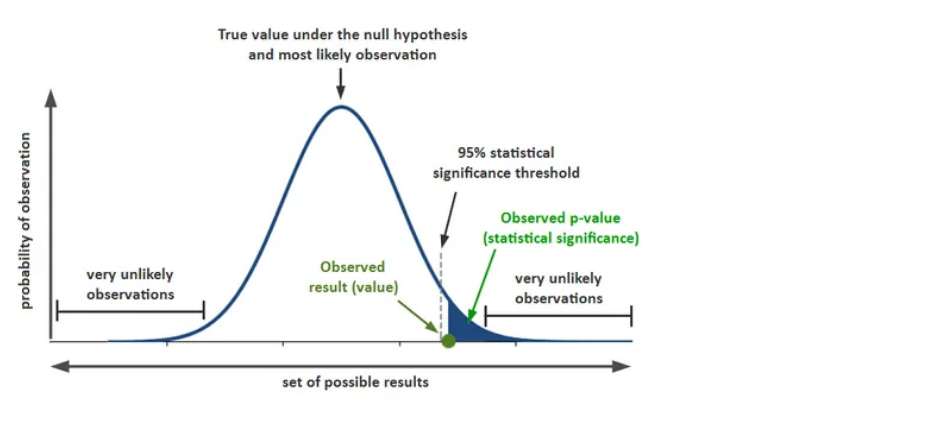 True value under the null hypothesis
and most likely observation
95% statistical
significance threshold
Observed p-value
(statistical significance)
Observed
result (value)
very unlikely
observations
very unlikely
observations
probability of observation
set of possible results